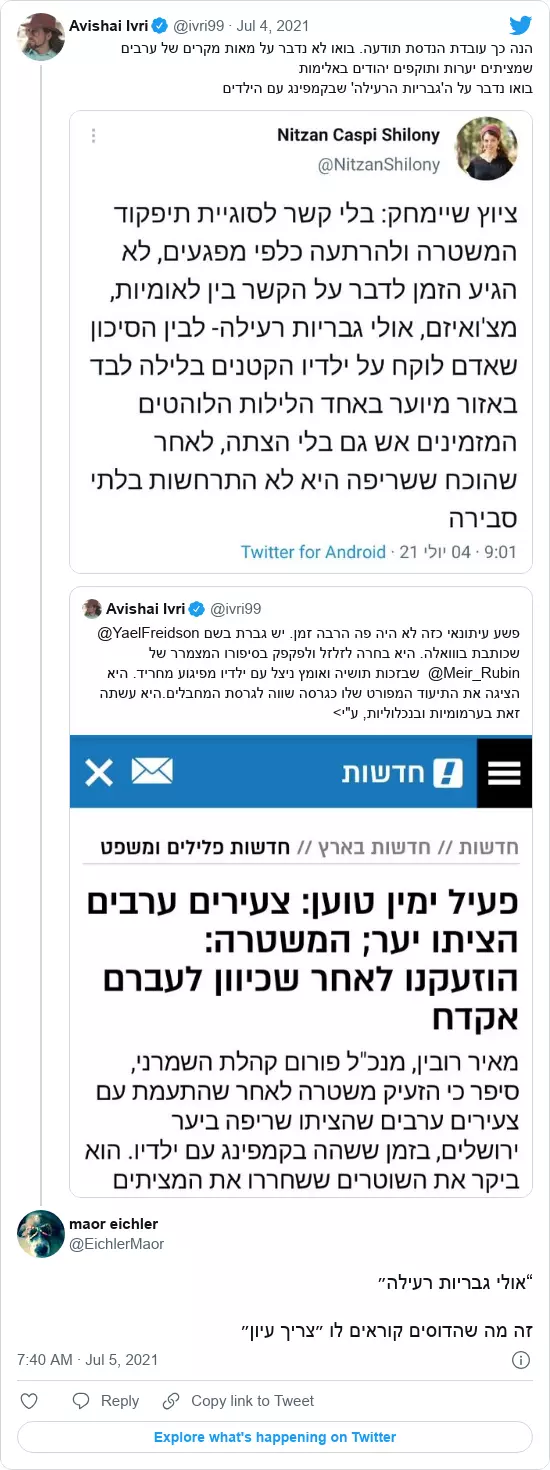 Avishai Ivri @ivri99 · Jul 4, 2021
הנה כך עובדת הנדסת תודעה. בואו לא נדבר על מאות מקרים של ערבים
שמציתים יערות ותוקפים יהודים באלימות
בואו נדבר על ה'גבריות הרעילה' שבקמפינג עם הילדים
Nitzan Caspi Shilony
@NitzanShilony
ציוץ שיימחק: בלי קשר לסוגיית תיפקוד
המשטרה ולהרתעה כלפי מפגעים, לא
הגיע הזמן לדבר על הקשר בין לאומיות,
מצ'ואיזם, אולי גבריות רעילה- לבין הסיכון
שאדם לוקח על ילדיו הקטנים בלילה לבד
באזור מיוער באחד הלילות הלוהטים
המזמינים אש גם בלי הצתה, לאחר
שהוכח ששריפה היא לא התרחשות בלתי
סבירה
9:01 · 04 יולי 21 · Twitter for Android
Avishai Ivri @ivri99
פשע עיתונאי כזה לא היה פה הרבה זמן. יש גברת בשם @YaelFreidson
שכותבת בוואלה. היא בחרה לזלזל ולפקפק בסיפורו המצמרר של
@Meir_Rubin שבזכות תושיה ואומץ ניצל עם ילדיו מפיגוע מחריד. היא
הציגה את התיעוד המפורט שלו כגרסה שווה לגרסת המחבלים.היא עשתה
זאת בערמומיות ובנכלוליות, ע"י>
! חדשות
חדשות // חדשות בארץ // חדשות פלילים ומשפט
פעיל ימין טוען: צעירים ערבים
הציתו יער; המשטרה:
הוזעקנו לאחר שכיוון לעברם
אקדח
מאיר רובין, מנכ"ל פורום קהלת השמרני,
סיפר כי הזעיק משטרה לאחר שהתעמת עם
צעירים ערבים שהציתו שריפה ביער
ירושלים, בזמן ששהה בקמפינג עם ילדיו. הוא
ביקר את השוטרים ששחררו את המציתים
maor eichler
@EichlerMaor
“אולי גבריות רעילה״
זה מה שהדוסים קוראים לו ״צריך עיון״
7:40 AM · Jul 5, 2021
Reply
Copy link to Tweet
Explore what's happening on Twitter